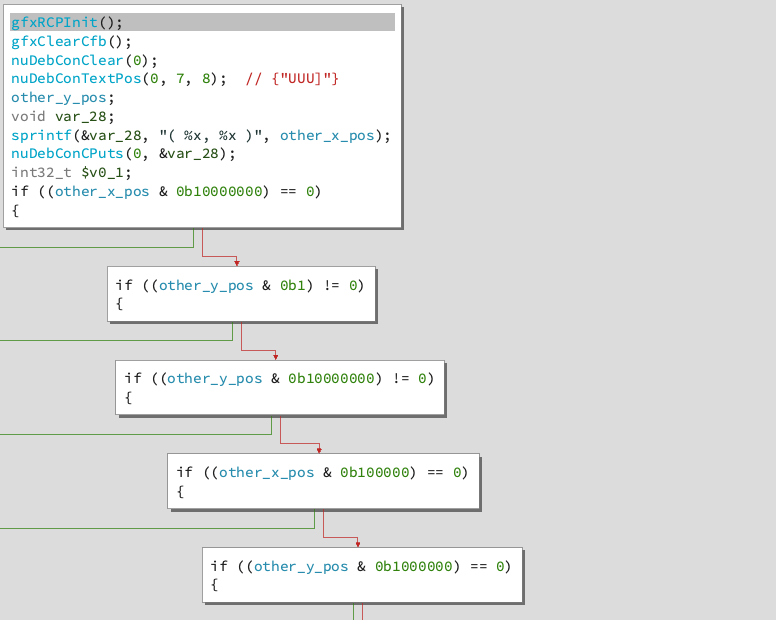 gfxRCPInit();
gfxClearCfb();
nuDebConClear(0);
nuDebConTextPos(0, 7, 8);  // {"UUU]"}
other_y_pos;
void var_28;
sprintf(&var_28, "( %x, %x )", other_x_pos);
nuDebConCPuts(0, &var_28);
int32_t $v0_1;
if ((other_x_pos & 0b10000000) == 0)
{
if ((other_y_pos & 0b1) != 0)
{
if ((other_y_pos & 0b10000000) != 0)
{
if ((other_x_pos & 0b100000) == 0)
{
if ((other_y_pos & 0b1000000) == 0)
{